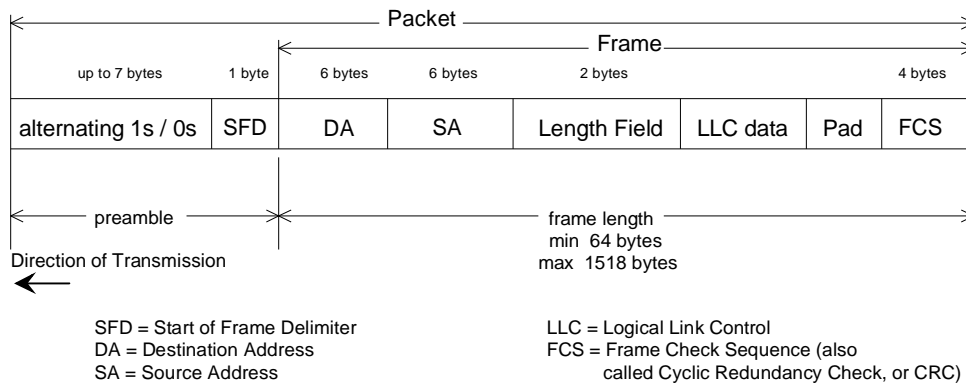 Packet
Frame
up to 7 bytes 1 byte 6 bytes 6 bytes 2 bytes 4 bytes
alternating 1s / 0s SFD DA SA Length Field LLC data Pad FCS
preamble frame length
min 64 bytes
max 1518 bytes
Direction of Transmission
SFD = Start of Frame Delimiter
DA = Destination Address
SA = Source Address
LLC = Logical Link Control
FCS = Frame Check Sequence (also
called Cyclic Redundancy Check, or CRC)